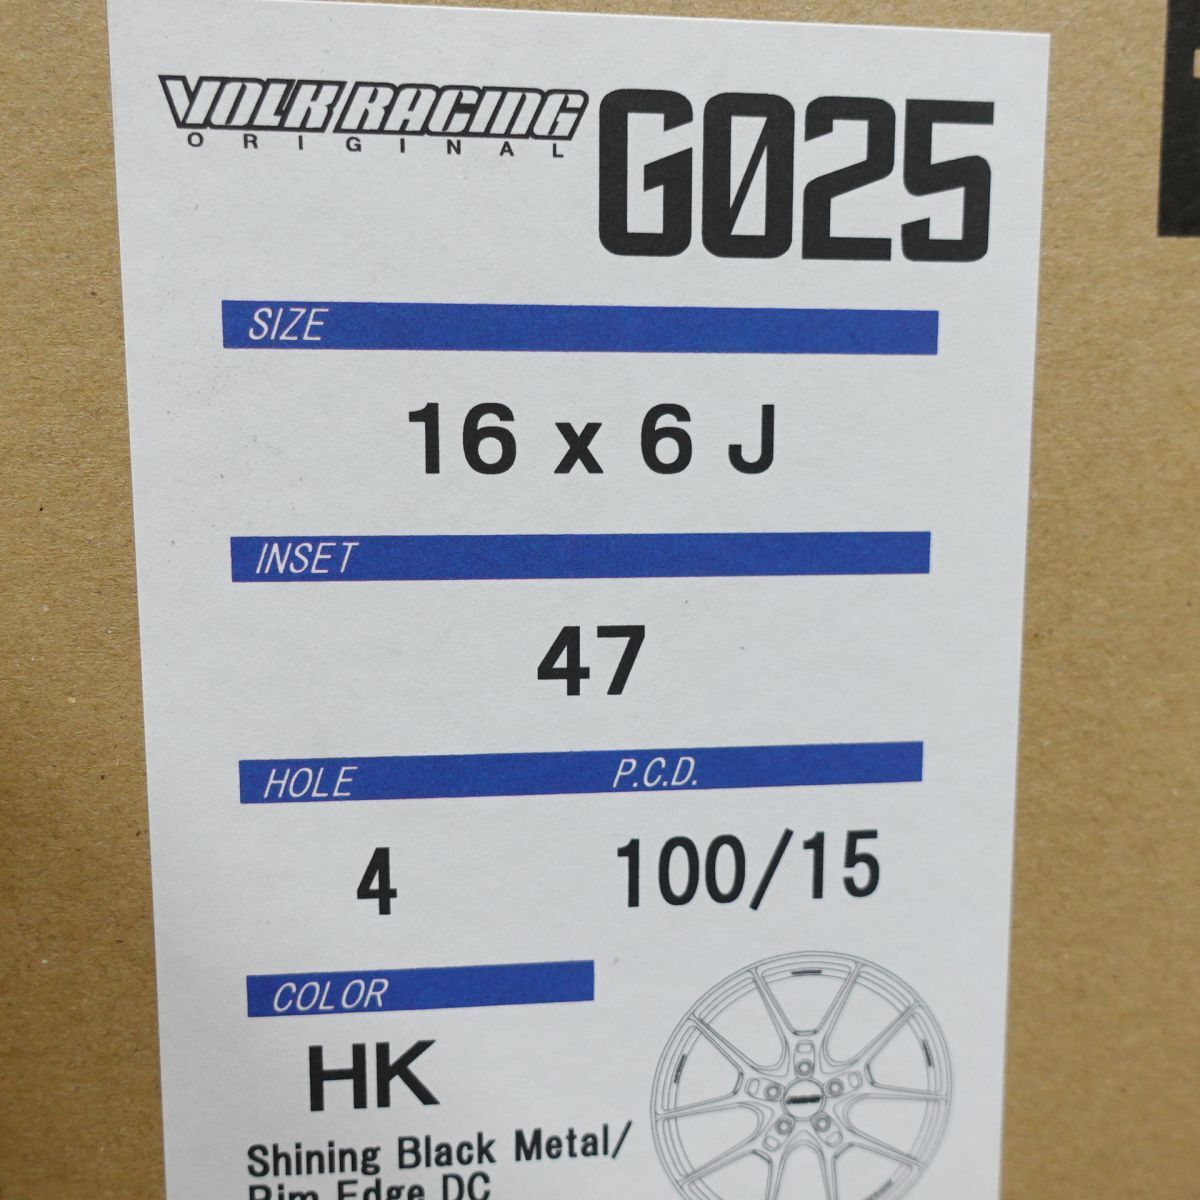 VOLK RACING
ORIGINAL
G025
SIZE
16 x 6 J
INSET
47
HOLE P.C.D.
4 100/15
COLOR
HK
Shining Black Metal/
Rim Edge DC